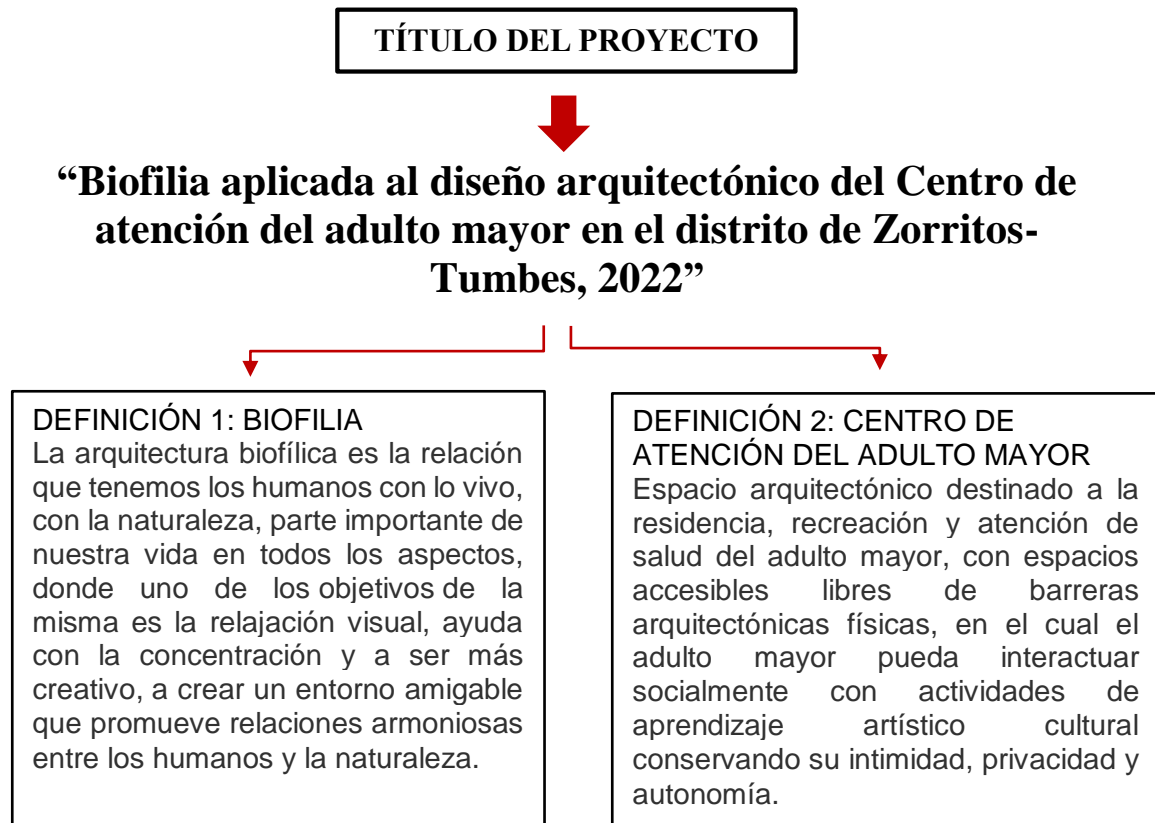 TÍTULO DEL PROYECTO
“Biofilia aplicada al diseño arquitectónico del Centro de
atención del adulto mayor en el distrito de Zorritos-
Tumbes, 2022”
DEFINICIÓN 1: BIOFILIA
La arquitectura biofílica es la relación
que tenemos los humanos con lo vivo,
con la naturaleza, parte importante de
nuestra vida en todos los aspectos,
donde uno de los objetivos de la
misma es la relajación visual, ayuda
con la concentración y a ser más
creativo, a crear un entorno amigable
que promueve relaciones armoniosas
entre los humanos y la naturaleza.
DEFINICIÓN 2: CENTRO DE
ATENCIÓN DEL ADULTO MAYOR
Espacio arquitectónico destinado a la
residencia, recreación y atención de
salud del adulto mayor, con espacios
accesibles libres de barreras
arquitectónicas físicas, en el cual el
adulto mayor pueda interactuar
socialmente con actividades de
aprendizaje artístico cultural
conservando su intimidad, privacidad y
autonomía.